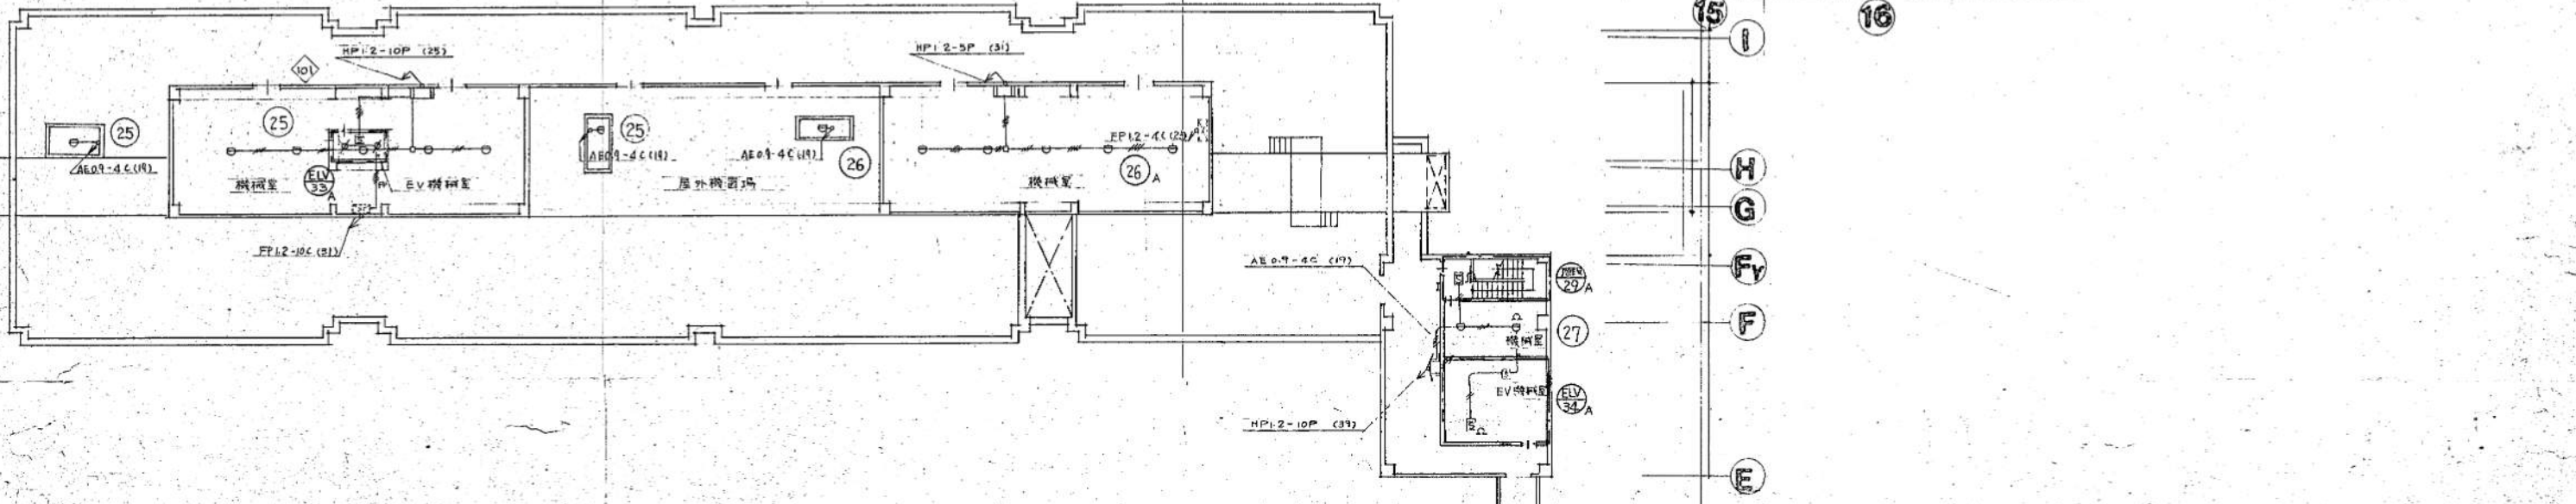 15
16
I
HP1.2-10P (25)
HP1.2-5P (31)
101
25
25
25
26
EP1.2-4C(25)
AE0.9-4C(19)
AE0.9-4C(19)
AE0.9-4C(19)
機械室
ELV
33
A
EV機械室
屋外機置場
機械室
26 A
H
G
FP1.2-10C (31)
AE0.9-4C (19)
29 A
FY
27
F
機械室
EV機械室
ELV
34 A
HP1.2-10P (39)
E